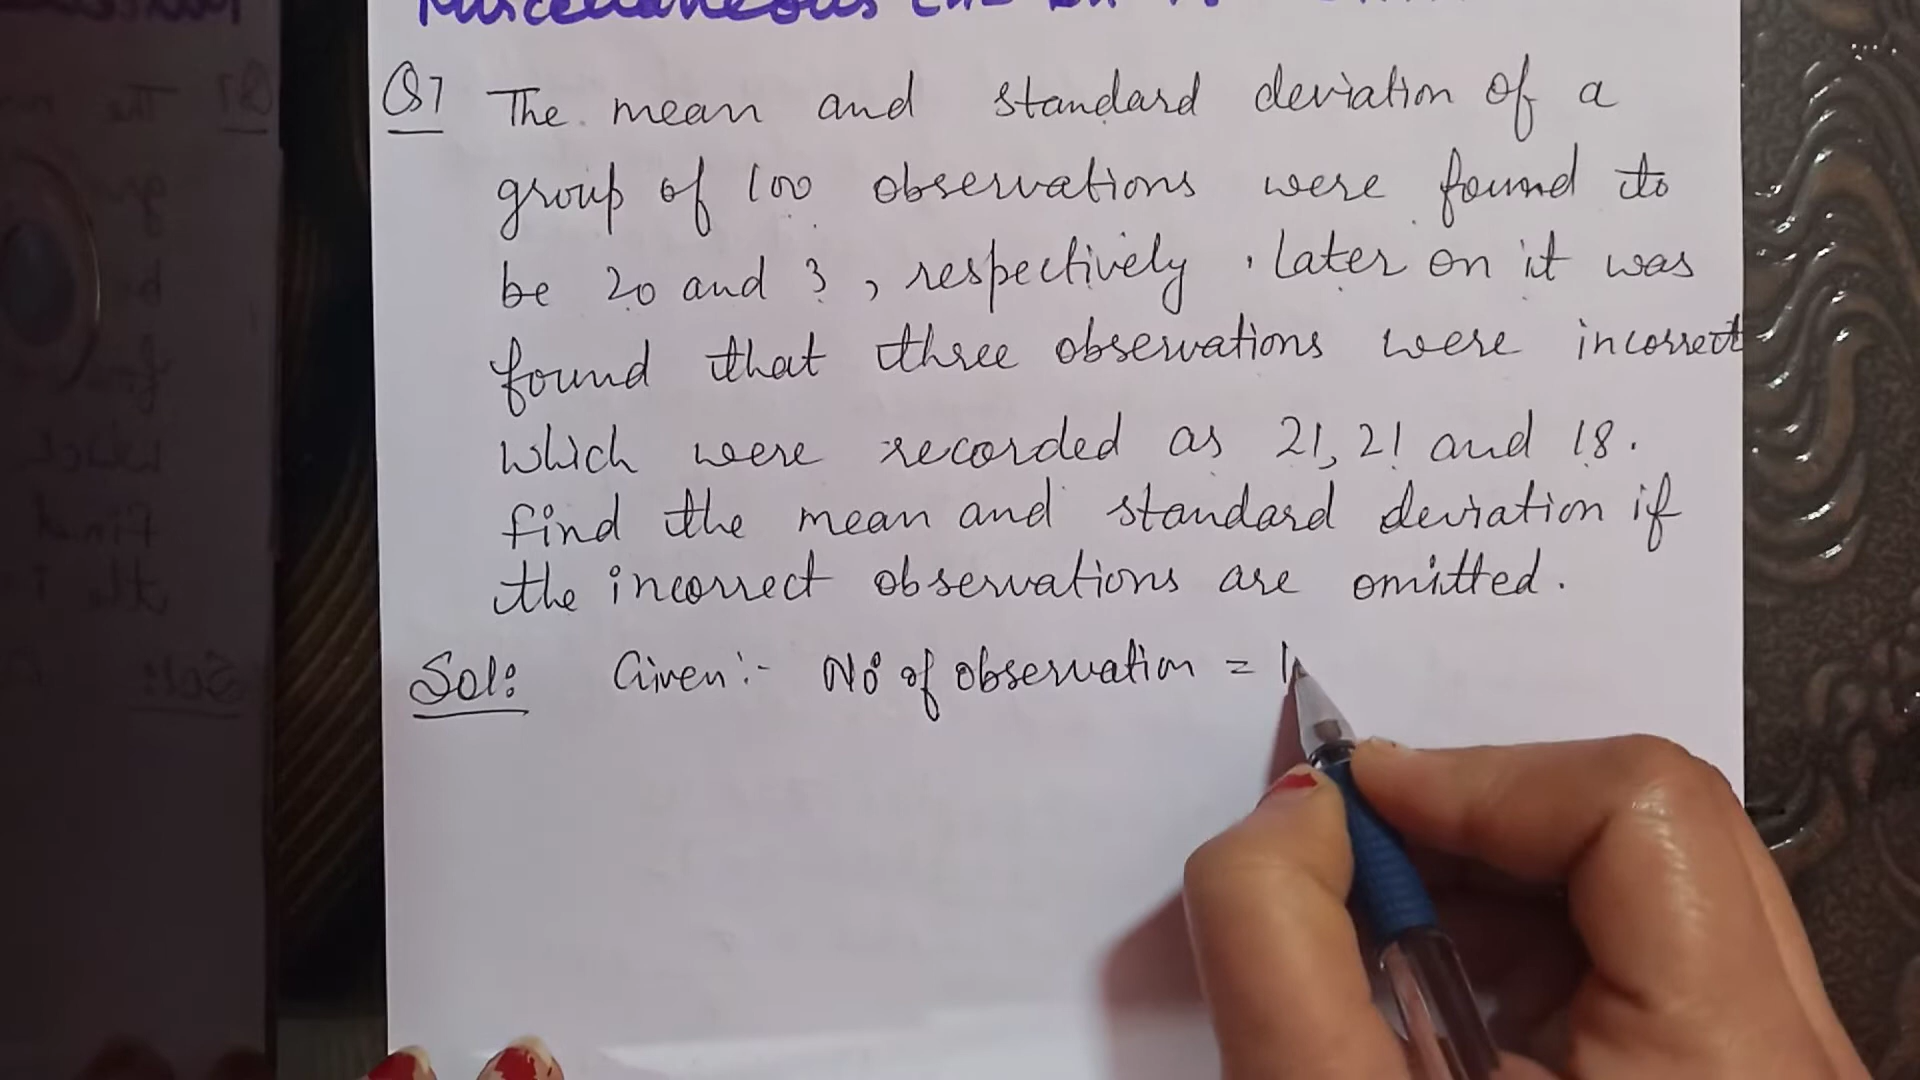 Miscellaneous
Q7 The mean and standard deviation of a
group of 100 observations were found to
be 20 and 3, respectively. Later on it was
found that three observations were incorrect
which were recorded as 21, 21 and 18.
find the mean and standard deviation if
the incorrect observations are omitted.
Sol: Given:- No of observation = 1